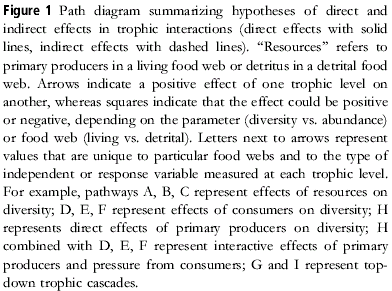 Figure 1 Path diagram summarizing hypotheses of direct and
indirect effects in trophic interactions (direct effects with solid
lines, indirect effects with dashed lines). “Resources” refers to
primary producers in a living food web or detritus in a detrital food
web. Arrows indicate a positive effect of one trophic level on
another, whereas squares indicate that the effect could be positive
or negative, depending on the parameter (diversity vs. abundance)
or food web (living vs. detrital). Letters next to arrows represent
values that are unique to particular food webs and to the type of
independent or response variable measured at each trophic level.
For example, pathways A, B, C represent effects of resources on
diversity; D, E, F represent effects of consumers on diversity; H
represents direct effects of primary producers on diversity; H
combined with D, E, F represent interactive effects of primary
producers and pressure from consumers; G and I represent top-
down trophic cascades.